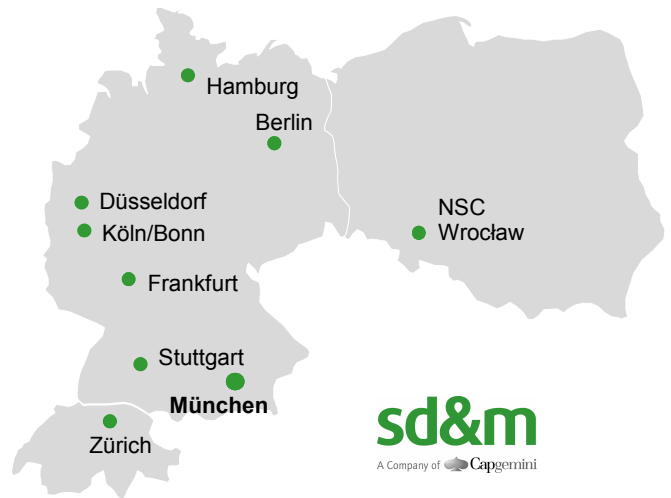 Hamburg
Berlin
Düsseldorf
Köln/Bonn
NSC
Wrocław
Frankfurt
Stuttgart
München
Zürich
sd&m
A Company of Capgemini